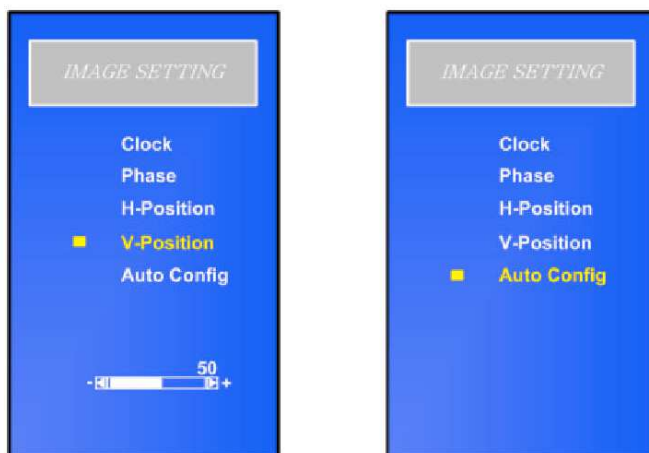 IMAGE SETTING
Clock
Phase
H-Position
V-Position
Auto Config
50
- +
IMAGE SETTING
Clock
Phase
H-Position
V-Position
Auto Config